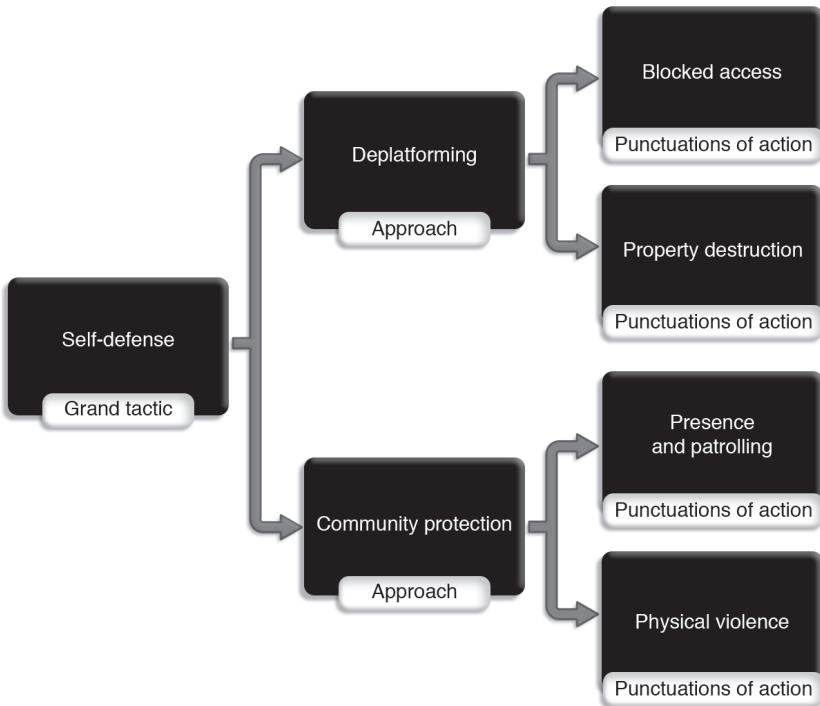 Self-defense
Grand tactic
Deplatforming
Approach
Blocked access
Punctuations of action
Property destruction
Punctuations of action
Community protection
Approach
Presence
and patrolling
Punctuations of action
Physical violence
Punctuations of action